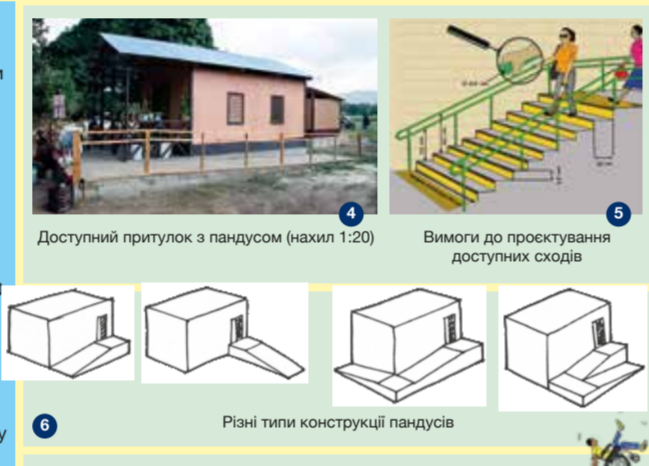 4
5
Доступний притулок з пандусом (нахил 1:20)
Вимоги до проєктування
доступних сходів
6
Різні типи конструкції пандусів